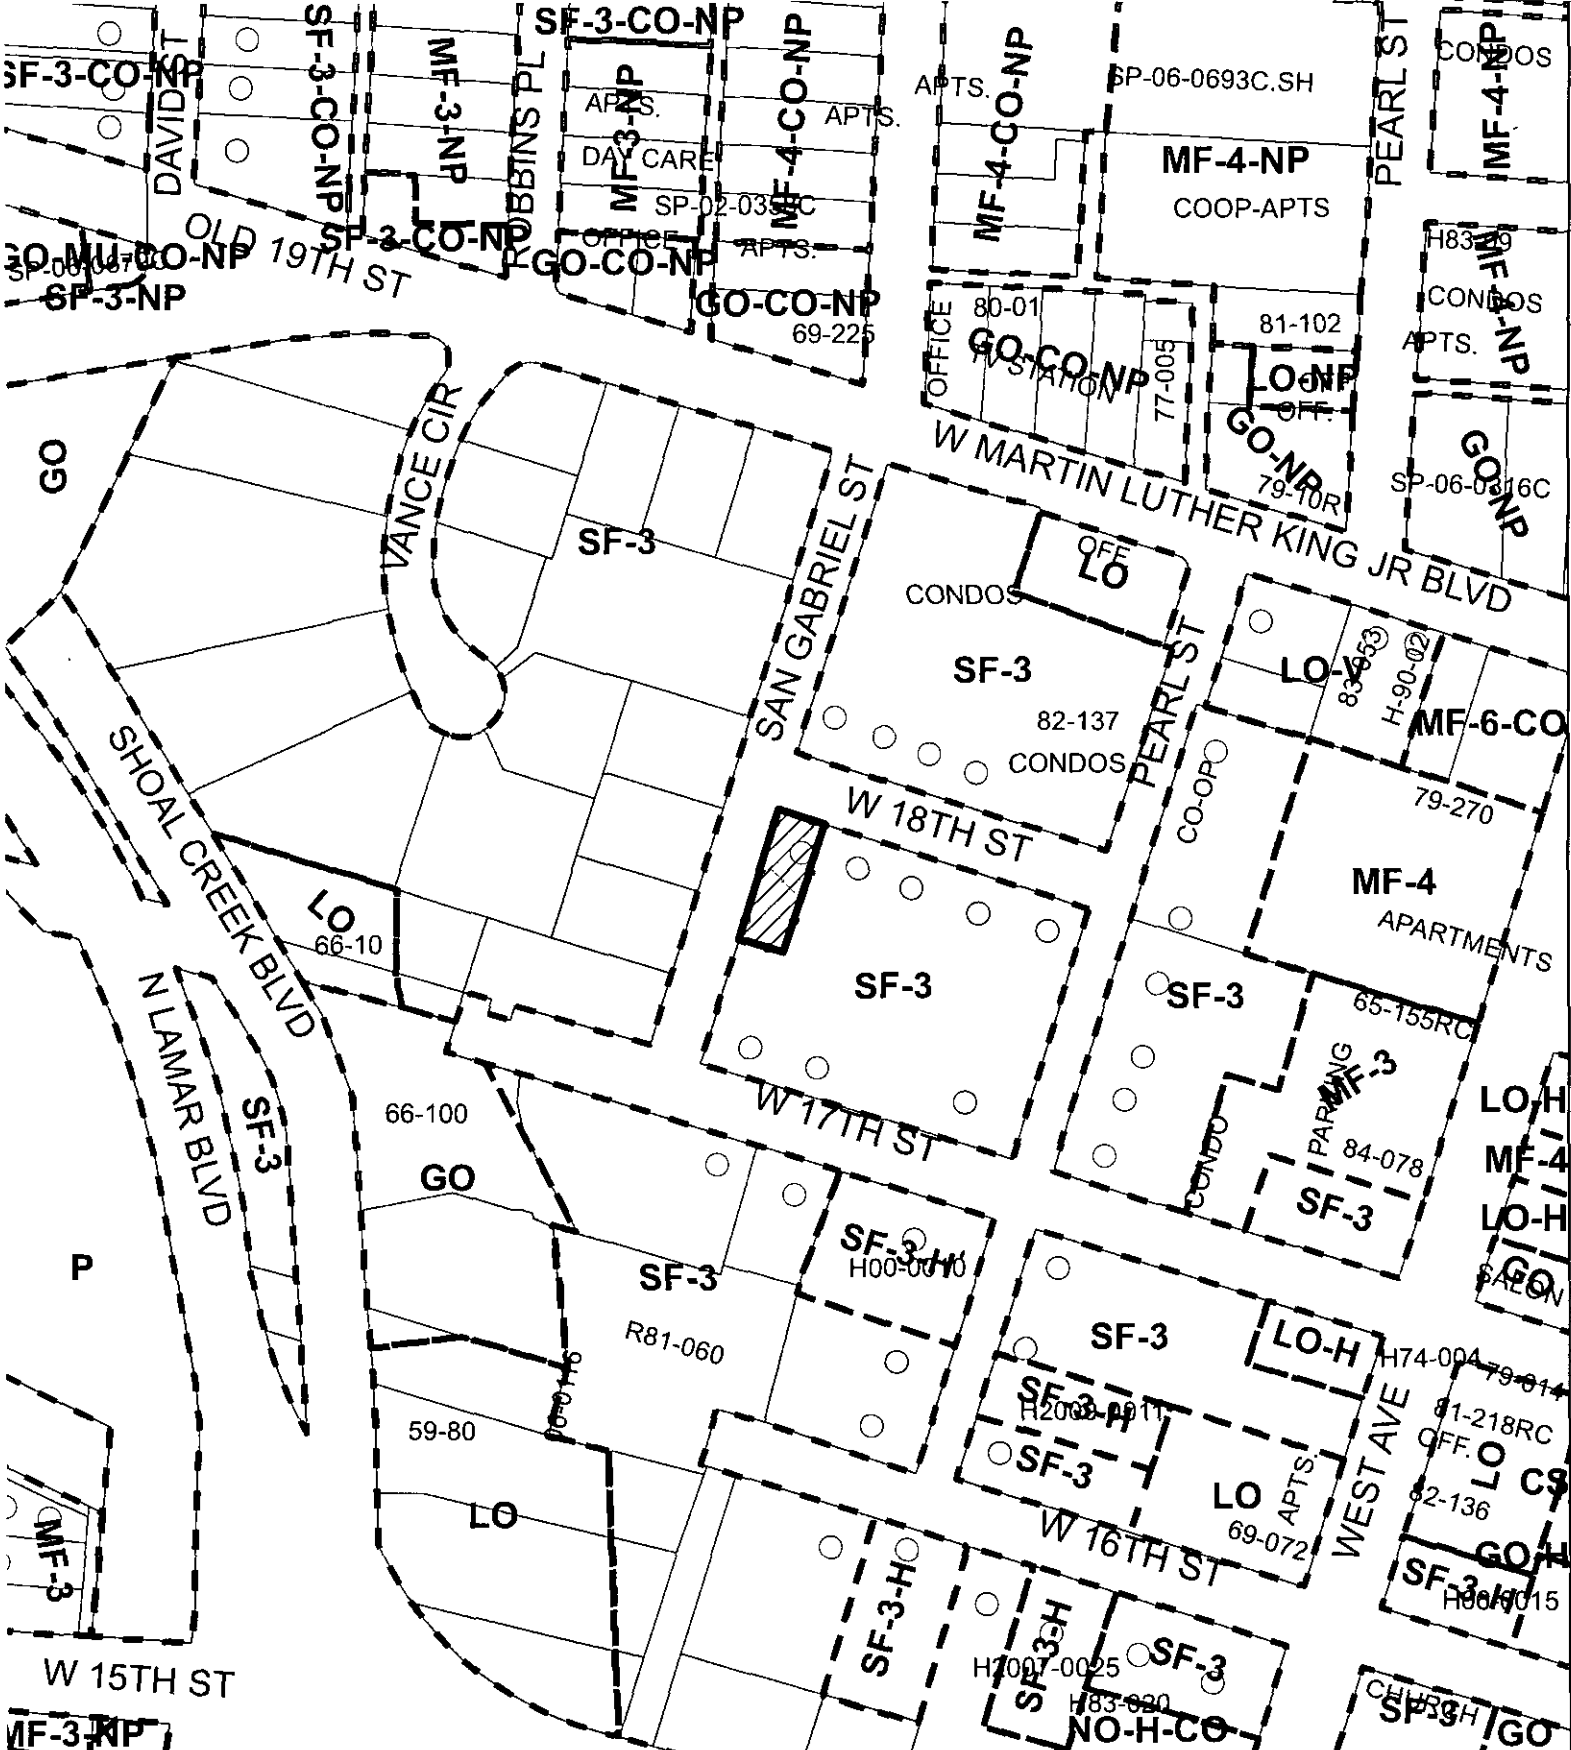 SF-3-CO-NP
SF-3-CO-NP
DAVID ST
SF-3-CO-NP
MF-3-NP
ROBBINS PL
APTS.
MF-3-NP
DAY CARE
OFFICE
MF-4-CO-NP
APTS.
APTS.
APTS.
MF-4-CO-NP
SP-06-0693C.SH
MF-4-NP
COOP-APTS
PEARL ST
CONDOS
MF-4-NP
OLD 19TH ST
SF-3-CO-NP
GO-MU-CO-NP
SF-3-NP
GO-CO-NP
GO-CO-NP
69-225
OFFICE
80-01
GO-CO-NP
TV STATION
77-005
81-102
LO-NP
OFF.
GO-NP
79-10R
MF-4-NP
CONDOS
APTS.
GO-NP
SP-06-0316C
W MARTIN LUTHER KING JR BLVD
GO
VANCE CIR
SF-3
SAN GABRIEL ST
OFF
LO
CONDOS
SF-3
82-137
CONDOS
PEARL ST
LO-V
83-053
H-90-02
MF-6-CO
79-270
CO-OP
W 18TH ST
MF-4
APARTMENTS
SHOAL CREEK BLVD
LO
66-10
SF-3
SF-3
65-155RC
MF-3
PARKING
CONDO
84-078
SF-3
LO-H
MF-4
LO-H
GO
SALON
N LAMAR BLVD
SF-3
66-100
GO
W 17TH ST
P
SF-3
R81-060
SF-3-H
H00-0010
SF-3
LO-H
H74-004
79-014
81-218RC
OFF.
LO
CS
82-136
GO-H
SF-3-H
WEST AVE
SF-3-H
SF-3
LO
APTS.
69-072
59-80
LO
W 16TH ST
MF-3
W 15TH ST
MF-3-NP
SF-3-H
SF-3-H
H2007-0025
SF-3
H83-020
NO-H-CO
CHURCH
SF-3
GO